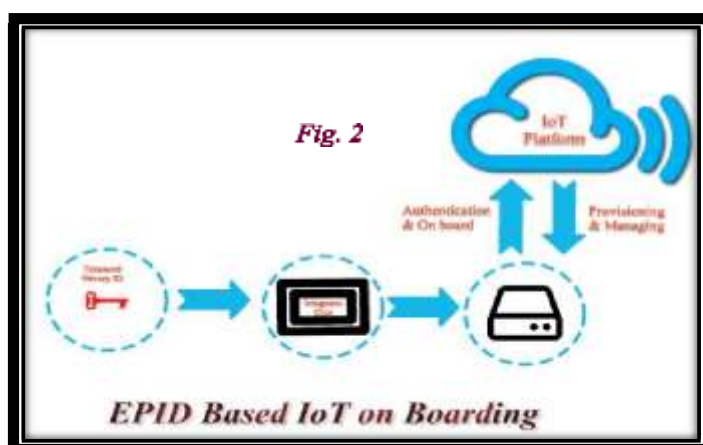 Fig. 2
IoT
Platform
Authentication
& On board
Provisioning
& Managing
EPID Based IoT on Boarding